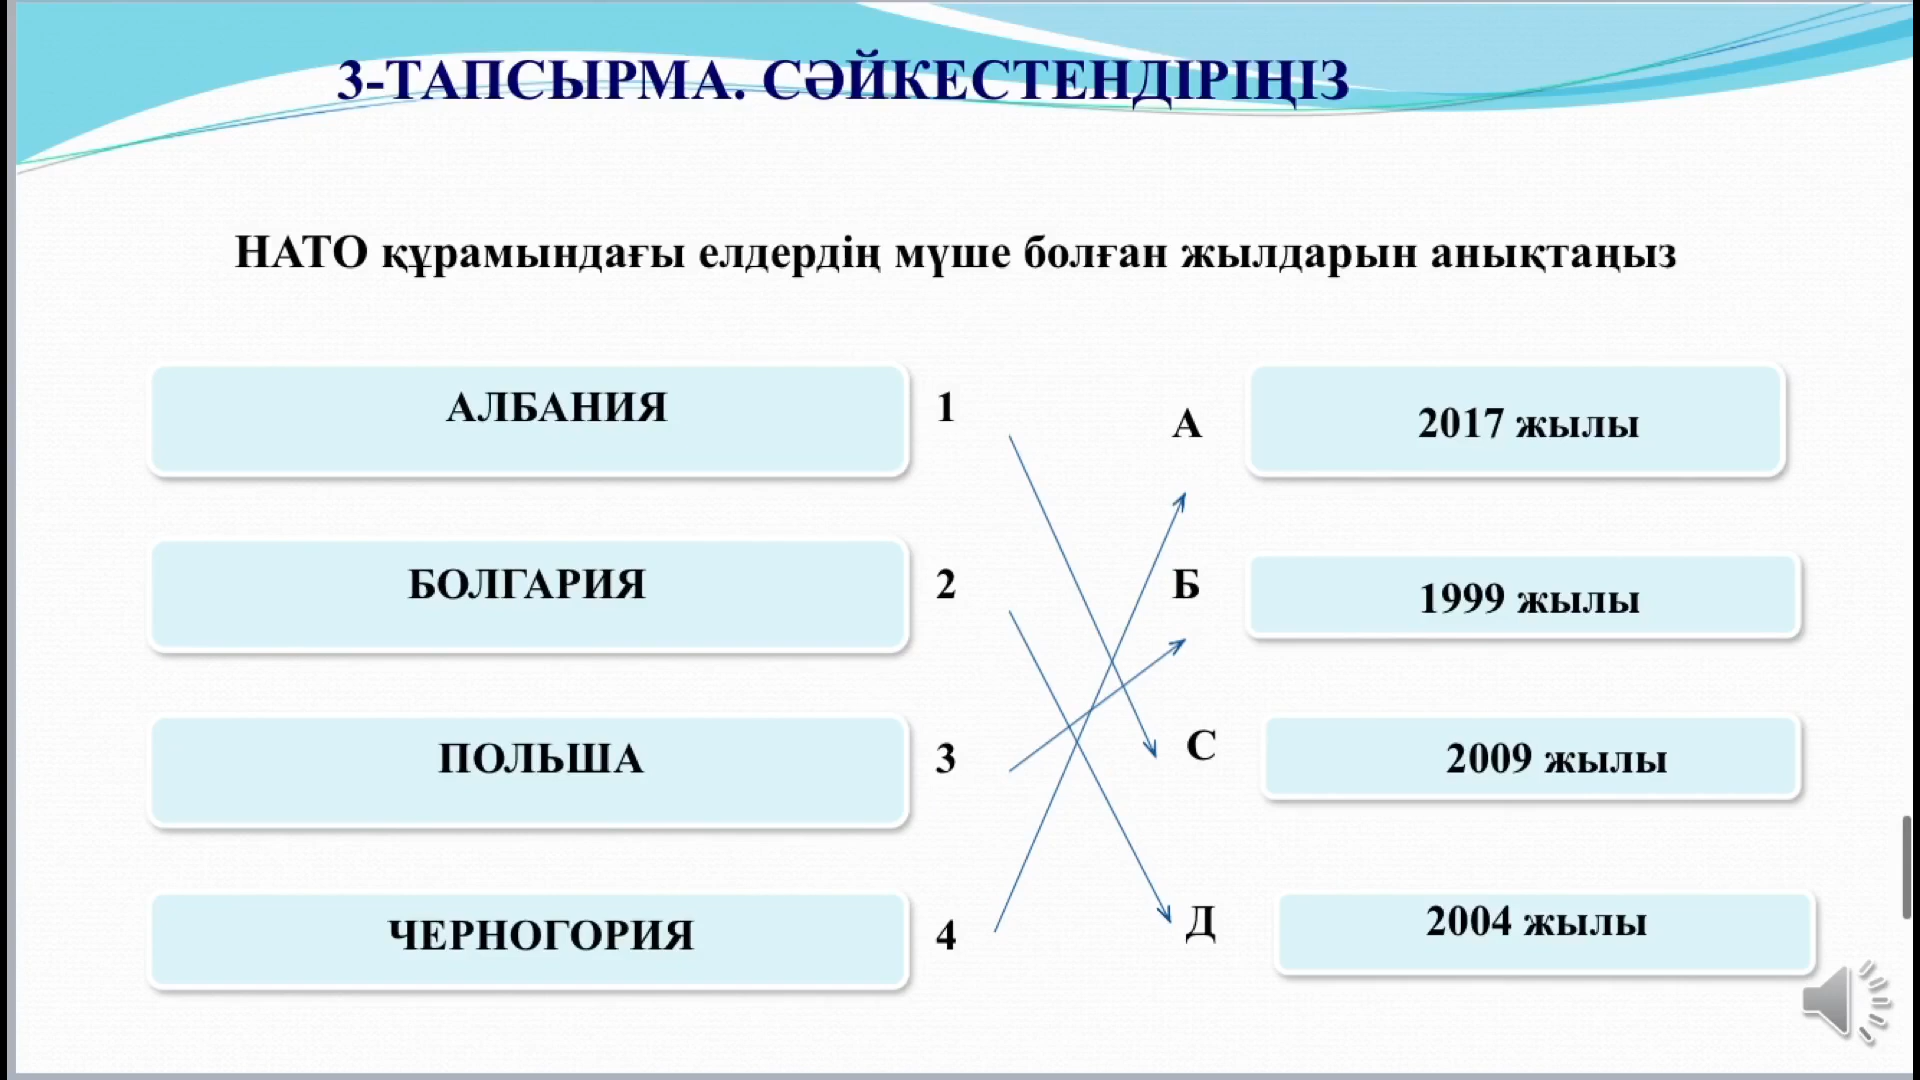 3-ТАПСЫРМА. СӘЙКЕСТЕНДІРІҢІЗ
НАТО құрамындағы елдердің мүше болған жылдарын анықтаңыз
АЛБАНИЯ 1 А 2017 жылы
БОЛГАРИЯ 2 Б 1999 жылы
ПОЛЬША 3 С 2009 жылы
ЧЕРНОГОРИЯ 4 Д 2004 жылы